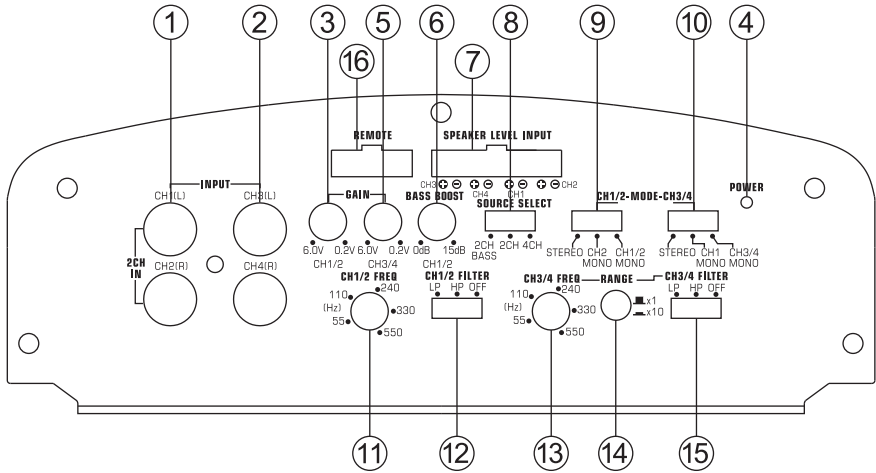 1 2 3 5 6 8 9 10 4
16 7
REMOTE SPEAKER LEVEL INPUT
CH3 ⊕ ⊖ ⊕ ⊖ CH4 ⊕ ⊖ CH1 ⊕ ⊖ CH2
INPUT
CH1(L) CH3(L)
GAIN BASS BOOST SOURCE SELECT CH1/2-MODE-CH3/4 POWER
6.0V 0.2V 6.0V 0.2V 0dB 15dB
CH1/2 CH3/4 CH1/2
2CH BASS 2CH 4CH
STEREO CH2 MONO CH1/2 MONO
STEREO CH1 MONO CH3/4 MONO
2CH IN
CH2(R) CH4(R)
CH1/2 FREQ CH1/2 FILTER CH3/4 FREQ RANGE CH3/4 FILTER
(Hz) 55 110 240 330 550
LP HP OFF
(Hz) 55 110 240 330 550
x1
x10
LP HP OFF
11 12 13 14 15